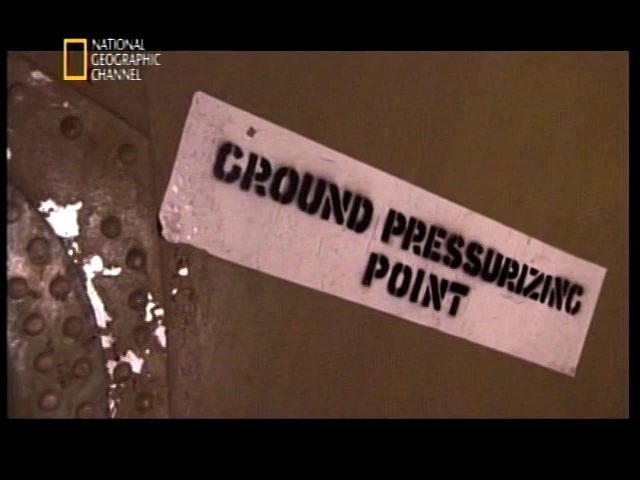 NATIONAL
GEOGRAPHIC
CHANNEL
GROUND PRESSURIZING
POINT